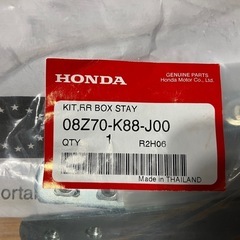 HONDA
GENUINE PARTS
Honda Motor Co., Ltd.
KIT,RR BOX STAY
08Z70-K88-J00
QTY 1 R2H06
Made in THAILAND